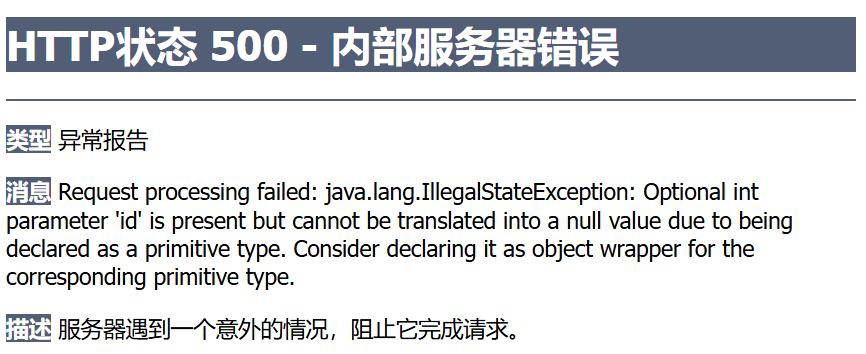 HTTP状态 500 - 内部服务器错误
类型 异常报告
消息 Request processing failed: java.lang.IllegalStateException: Optional int
parameter 'id' is present but cannot be translated into a null value due to being
declared as a primitive type. Consider declaring it as object wrapper for the
corresponding primitive type.
描述 服务器遇到一个意外的情况，阻止它完成请求。